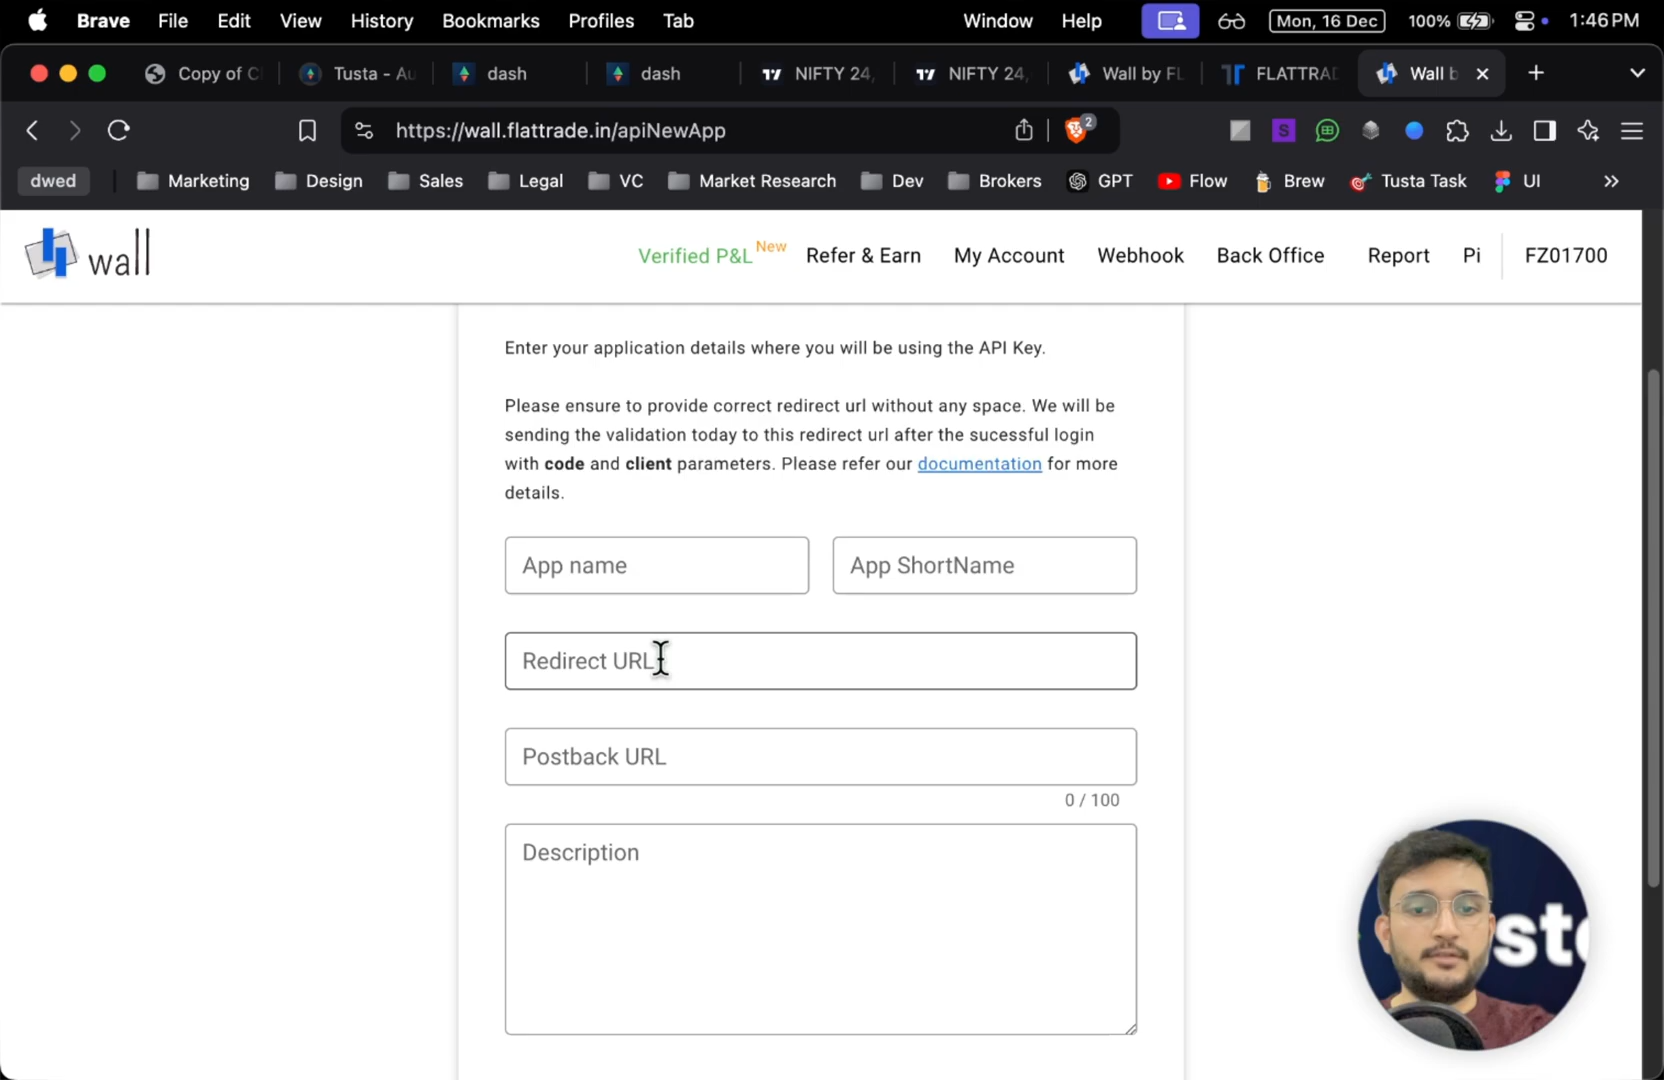 Brave File Edit View History Bookmarks Profiles Tab Window Help Mon, 16 Dec 100% 1:46 PM
Copy of C Tusta - Au dash dash NIFTY 24, NIFTY 24, Wall by FL FLATTRAD Wall b
https://wall.flattrade.in/apiNewApp 2
dwed Marketing Design Sales Legal VC Market Research Dev Brokers GPT Flow Brew Tusta Task UI
wall Verified P&L New Refer & Earn My Account Webhook Back Office Report Pi FZ01700
Enter your application details where you will be using the API Key.
Please ensure to provide correct redirect url without any space. We will be
sending the validation today to this redirect url after the sucessful login
with code and client parameters. Please refer our documentation for more
details.
App name App ShortName
Redirect URL
Postback URL
0 / 100
Description
st